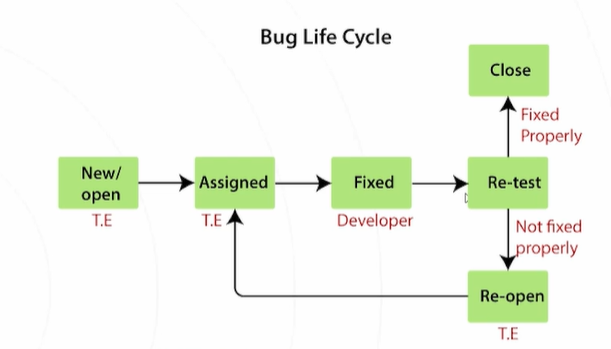 Bug Life Cycle
Close
Fixed
Properly
New/
open
Assigned
Fixed
Re-test
T.E
T.E
Developer
Not fixed
properly
Re-open
T.E